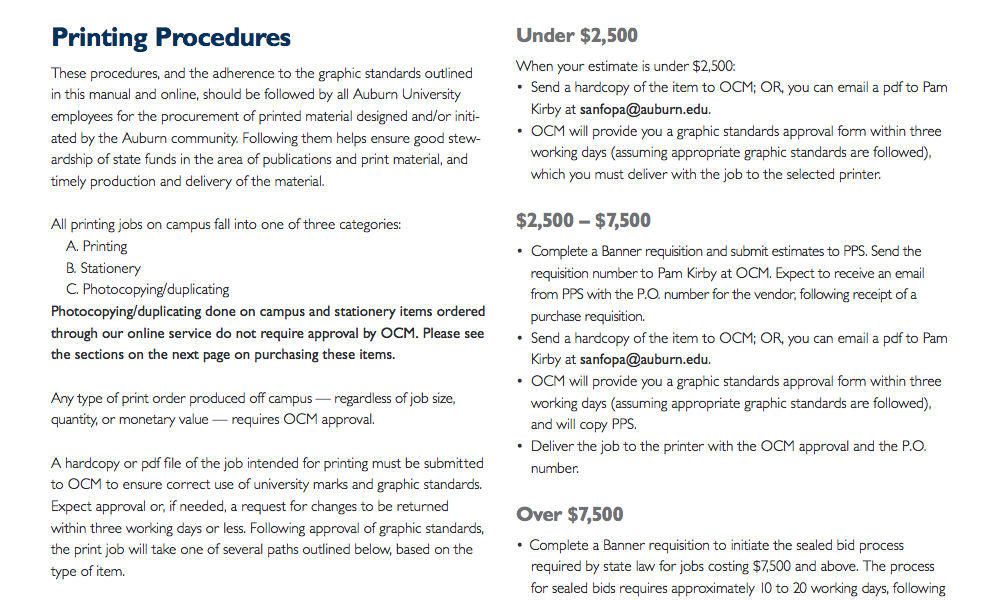 Printing Procedures
These procedures, and the adherence to the graphic standards outlined
in this manual and online, should be followed by all Auburn University
employees for the procurement of printed material designed and/or initi-
ated by the Auburn community. Following them helps ensure good stew-
ardship of state funds in the area of publications and print material, and
timely production and delivery of the material.
All printing jobs on campus fall into one of three categories:
A. Printing
B. Stationery
C. Photocopying/duplicating
Photocopying/duplicating done on campus and stationery items ordered
through our online service do not require approval by OCM. Please see
the sections on the next page on purchasing these items.
Any type of print order produced off campus — regardless of job size,
quantity, or monetary value — requires OCM approval.
A hardcopy or pdf file of the job intended for printing must be submitted
to OCM to ensure correct use of university marks and graphic standards.
Expect approval or, if needed, a request for changes to be returned
within three working days or less. Following approval of graphic standards,
the print job will take one of several paths outlined below, based on the
type of item.
Under $2,500
When your estimate is under $2,500:
• Send a hardcopy of the item to OCM; OR, you can email a pdf to Pam
Kirby at sanfopa@auburn.edu.
• OCM will provide you a graphic standards approval form within three
working days (assuming appropriate graphic standards are followed),
which you must deliver with the job to the selected printer.
$2,500 – $7,500
• Complete a Banner requisition and submit estimates to PPS. Send the
requisition number to Pam Kirby at OCM. Expect to receive an email
from PPS with the P.O. number for the vendor, following receipt of a
purchase requisition.
• Send a hardcopy of the item to OCM; OR, you can email a pdf to Pam
Kirby at sanfopa@auburn.edu.
• OCM will provide you a graphic standards approval form within three
working days (assuming appropriate graphic standards are followed),
and will copy PPS.
• Deliver the job to the printer with the OCM approval and the P.O.
number.
Over $7,500
• Complete a Banner requisition to initiate the sealed bid process
required by state law for jobs costing $7,500 and above. The process
for sealed bids requires approximately 10 to 20 working days, following